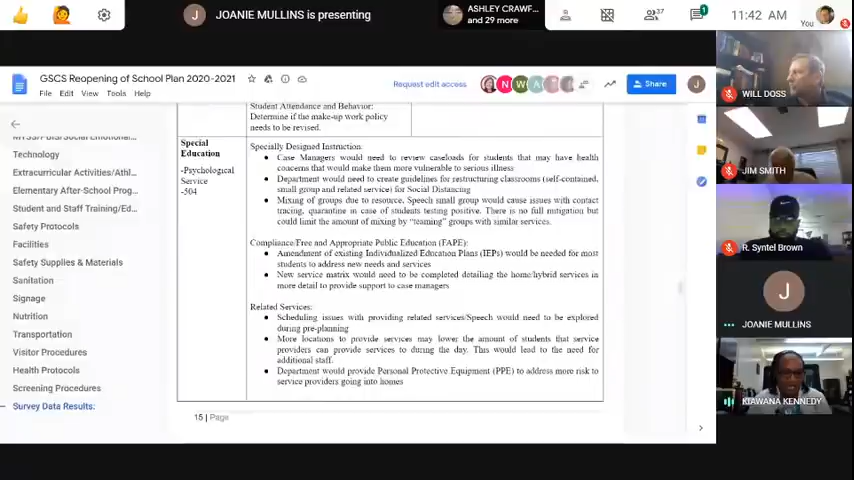 JOANIE MULLINS is presenting
ASHLEY CRAWF...
and 29 more
37
1
11:42 AM
You
GSCS Reopening of School Plan 2020-2021
File Edit View Tools Help
Request edit access
N
W
A
Share
J
Technology
Extracurricular Activities/Athl...
Elementary After-School Prog...
Student and Staff Training/Ed...
Safety Protocols
Facilities
Safety Supplies & Materials
Sanitation
Signage
Nutrition
Transportation
Visitor Procedures
Health Protocols
Screening Procedures
Survey Data Results:
Student Attendance and Behavior:
Determine if the make-up work policy
needs to be revised.
Special
Education
-Psychological
Service
-504
Specially Designed Instruction:
● Case Managers would need to review caseloads for students that may have health
concerns that would make them more vulnerable to serious illness
● Department would need to create guidelines for restructuring classrooms (self-contained,
small group and related service) for Social Distancing
● Mixing of groups due to resource, Speech small group would cause issues with contact
tracing, quarantine in case of students testing positive. There is no full mitigation but
could limit the amount of mixing by "teaming" groups with similar services.
Compliance/Free and Appropriate Public Education (FAPE):
● Amendment of existing Individualized Education Plans (IEPs) would be needed for most
students to address new needs and services
● New service matrix would need to be completed detailing the home/hybrid services in
more detail to provide support to case managers
Related Services:
● Scheduling issues with providing related services/Speech would need to be explored
during pre-planning
● More locations to provide services may lower the amount of students that service
providers can provide services to during the day. This would lead to the need for
additional staff.
● Department would provide Personal Protective Equipment (PPE) to address more risk to
service providers going into homes
15 | Page
WILL DOSS
JIM SMITH
R. Syntel Brown
J
JOANIE MULLINS
KIAWANA KENNEDY